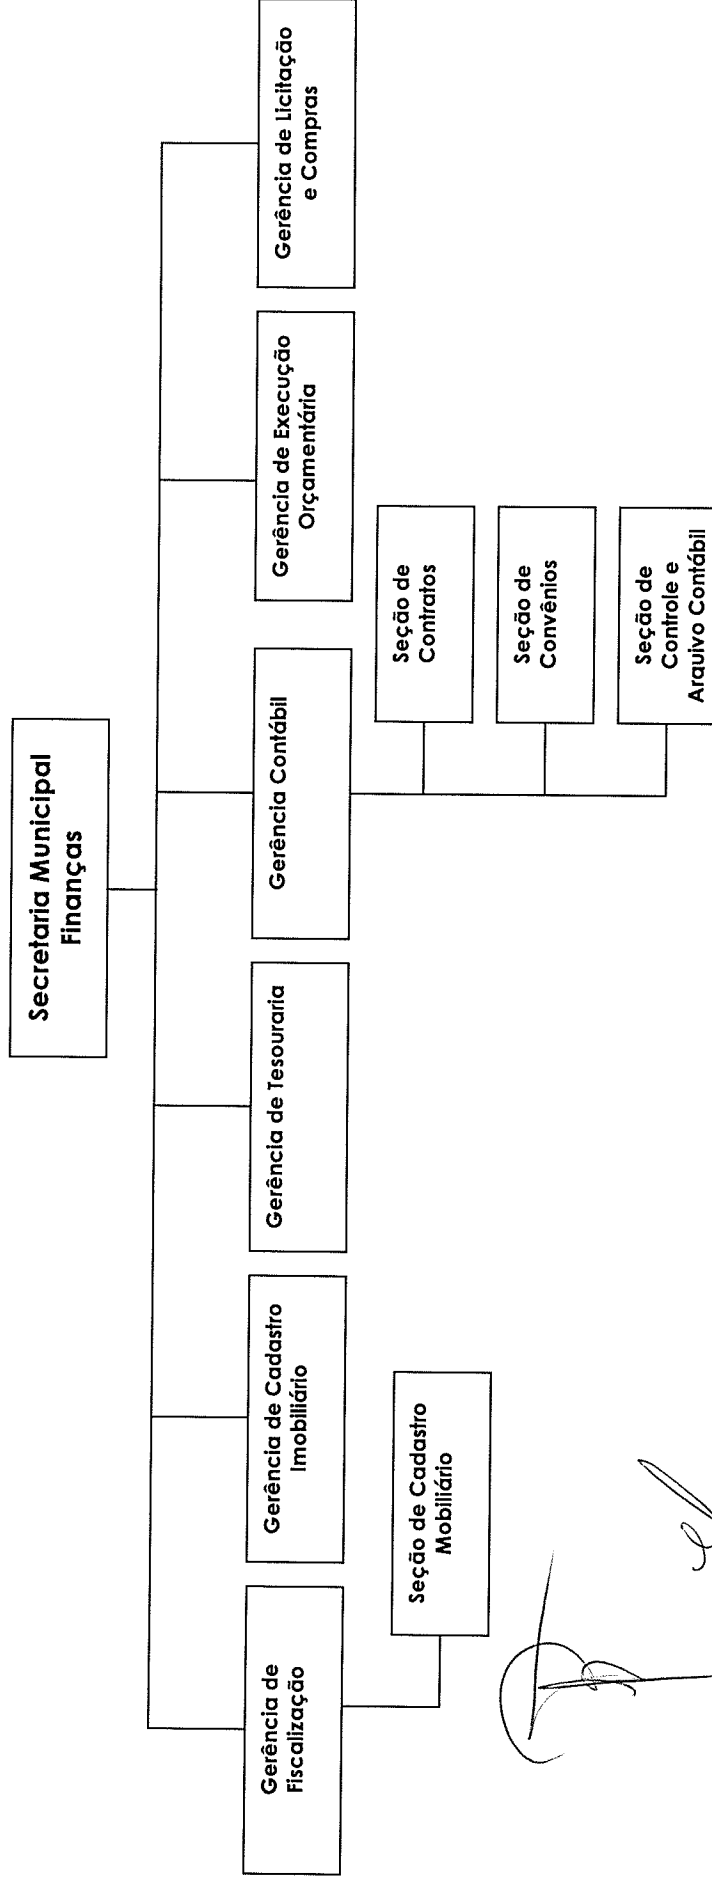 Secretaria Municipal
Finanças
Gerência de
Fiscalização
Gerência de Cadastro
Imobiliário
Gerência de Tesouraria
Gerência Contábil
Gerência de Execução
Orçamentária
Gerência de Licitação
e Compras
Seção de Cadastro
Mobiliário
Seção de
Contratos
Seção de
Convênios
Seção de
Controle e
Arquivo Contábil